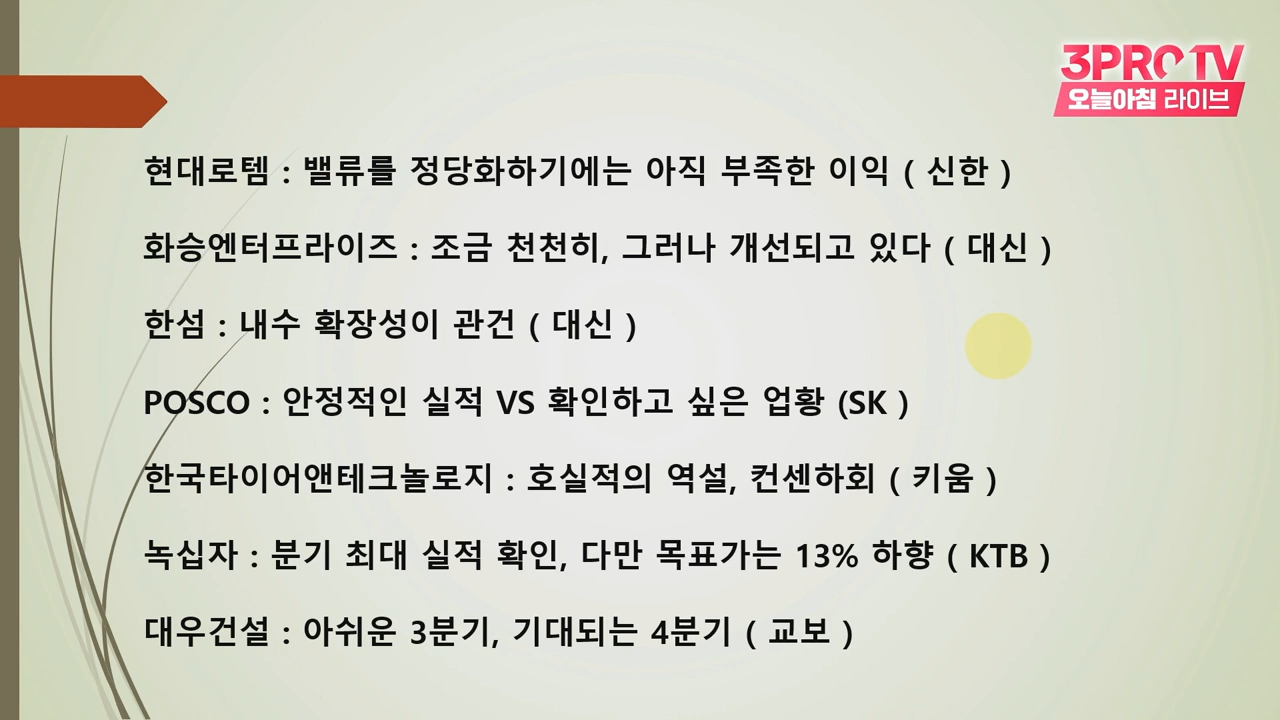 3PROTV
오늘아침 라이브
현대로템 : 밸류를 정당화하기에는 아직 부족한 이익 ( 신한 )
화승엔터프라이즈 : 조금 천천히, 그러나 개선되고 있다 ( 대신 )
한섬 : 내수 확장성이 관건 ( 대신 )
POSCO : 안정적인 실적 VS 확인하고 싶은 업황 (SK )
한국타이어앤테크놀로지 : 호실적의 역설, 컨센하회 ( 키움 )
녹십자 : 분기 최대 실적 확인, 다만 목표가는 13% 하향 ( KTB )
대우건설 : 아쉬운 3분기, 기대되는 4분기 ( 교보 )